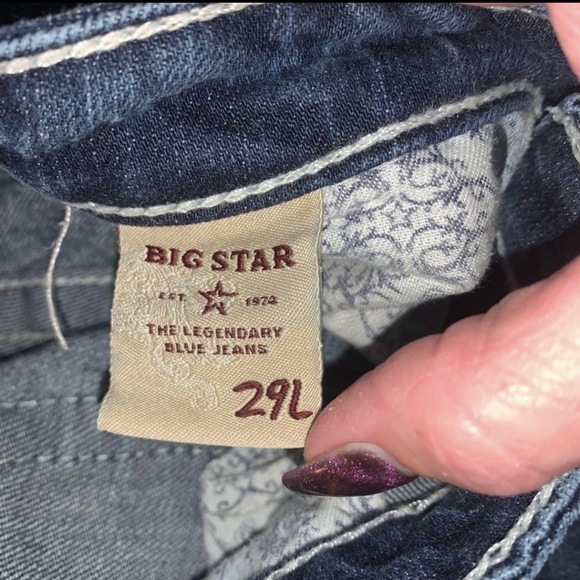 BIG STAR
EST. 1974
THE LEGENDARY
BLUE JEANS
29L